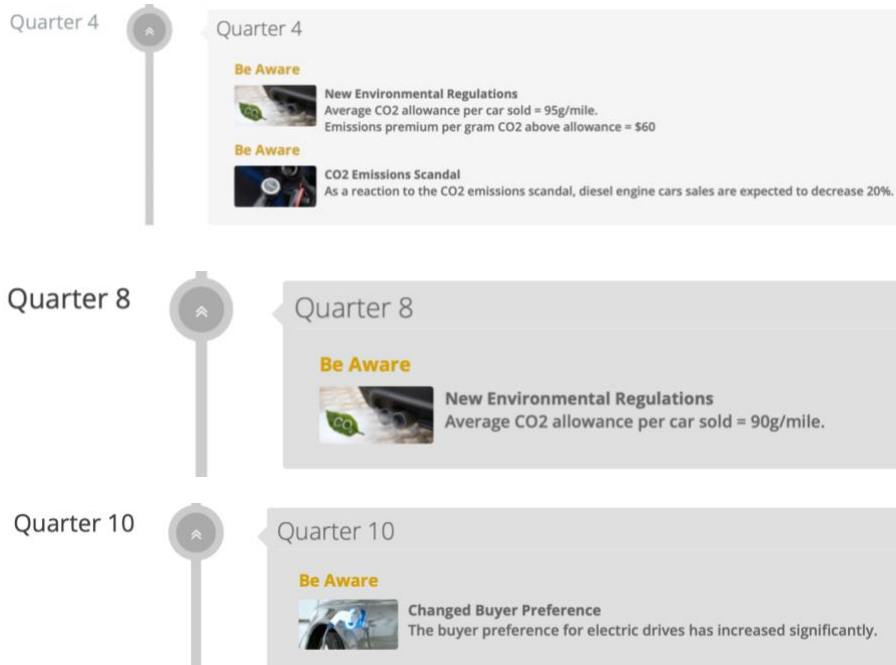 Quarter 4
Quarter 4
Be Aware
New Environmental Regulations
Average CO2 allowance per car sold = 95g/mile.
Emissions premium per gram CO2 above allowance = $60
Be Aware
CO2 Emissions Scandal
As a reaction to the CO2 emissions scandal, diesel engine cars sales are expected to decrease 20%.
Quarter 8
Quarter 8
Be Aware
CO2
New Environmental Regulations
Average CO2 allowance per car sold = 90g/mile.
Quarter 10
Quarter 10
Be Aware
Changed Buyer Preference
The buyer preference for electric drives has increased significantly.